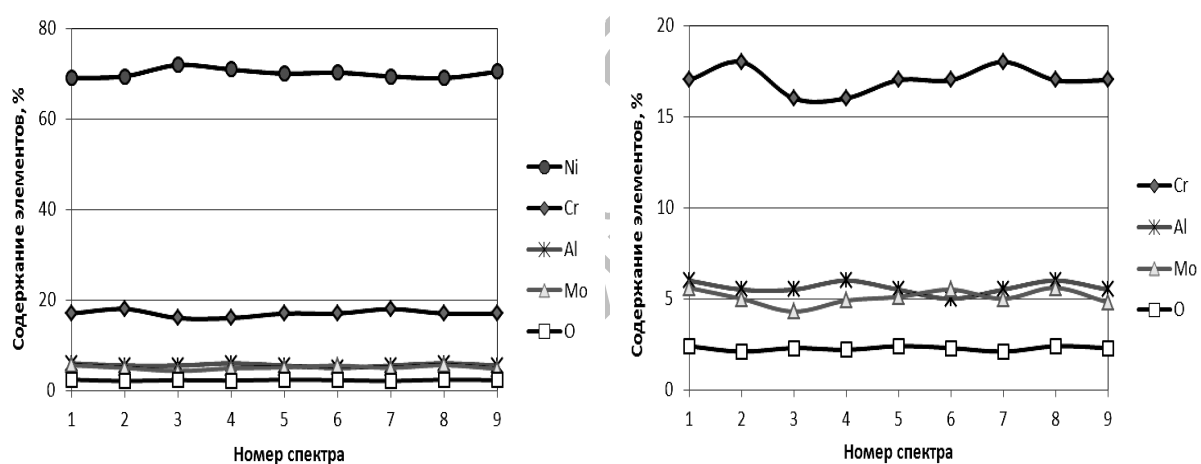 Содержание элементов, %
80
60
40
20
0
1 2 3 4 5 6 7 8 9
Номер спектра
Ni
Cr
Al
Mo
O
Содержание элементов, %
20
15
10
5
0
1 2 3 4 5 6 7 8 9
Номер спектра
Cr
Al
Mo
O